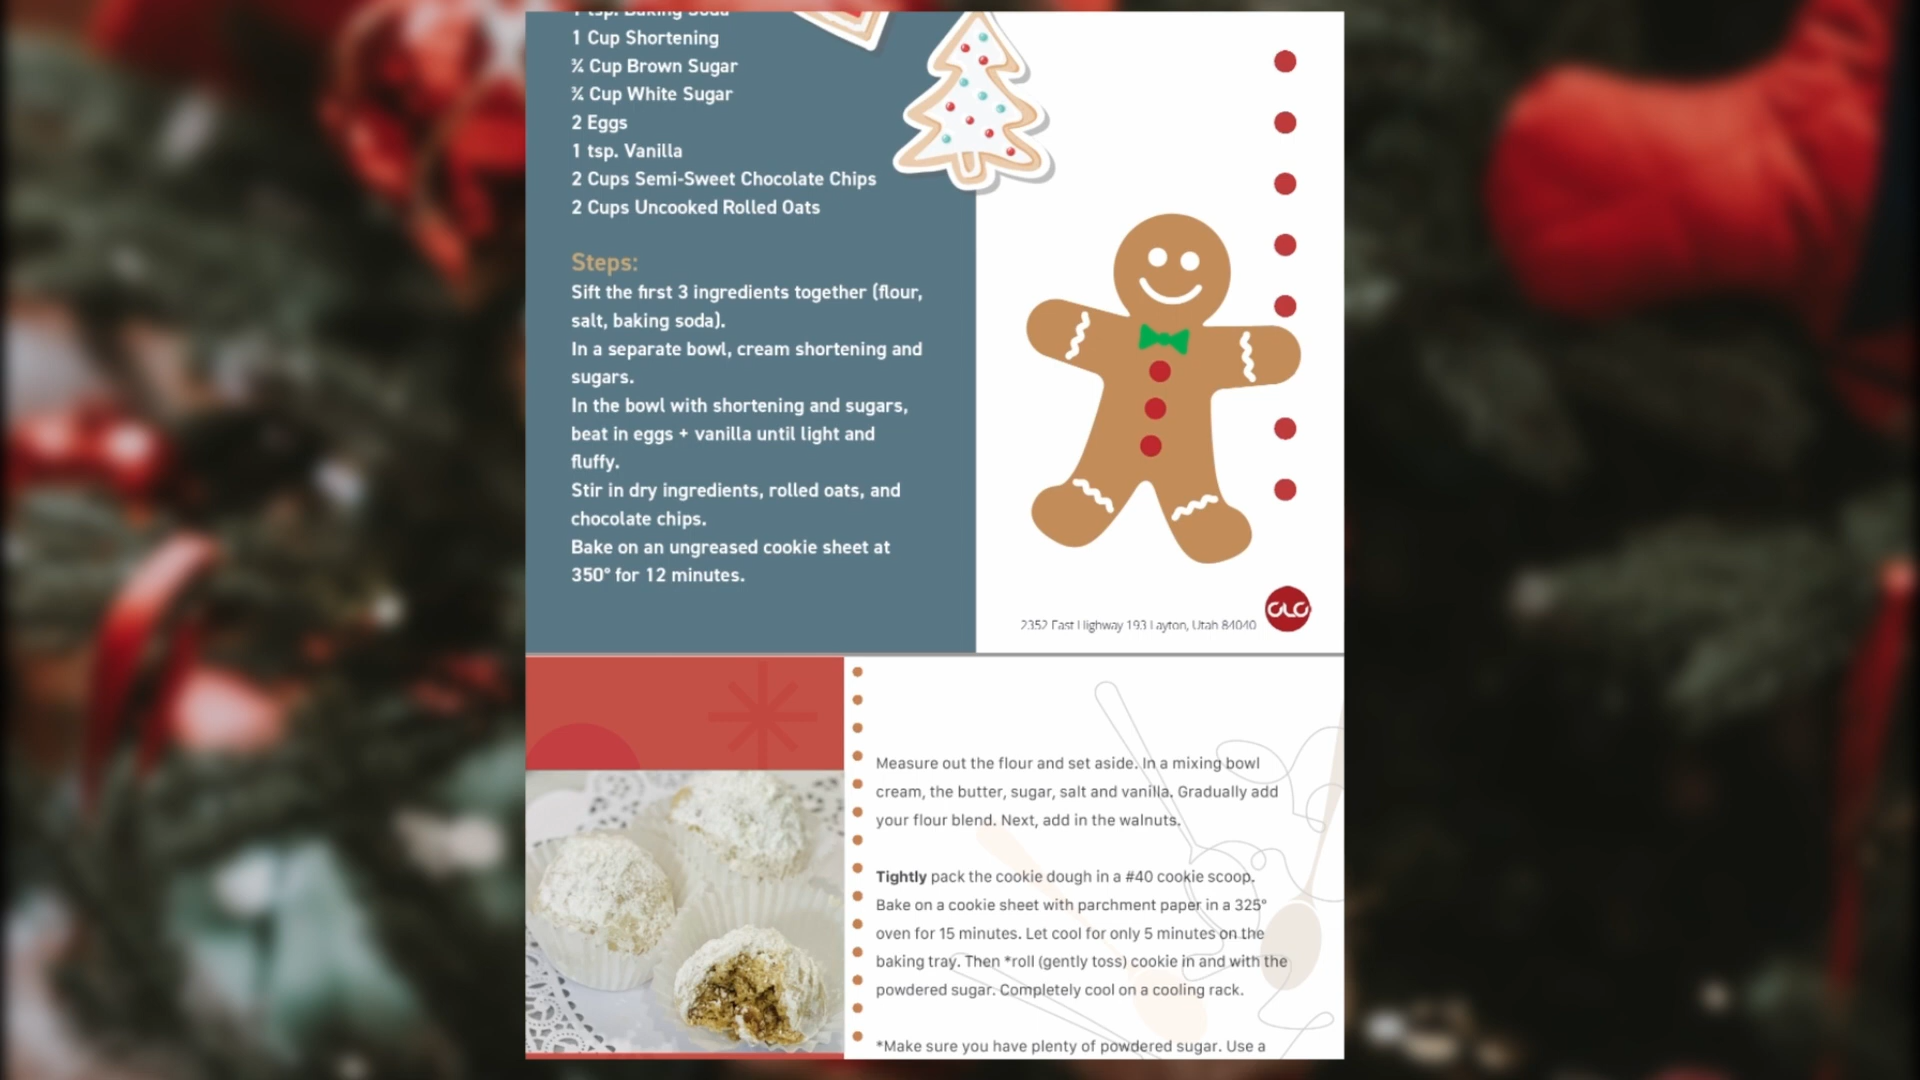 1 tsp. Baking Soda
1 Cup Shortening
¾ Cup Brown Sugar
¾ Cup White Sugar
2 Eggs
1 tsp. Vanilla
2 Cups Semi-Sweet Chocolate Chips
2 Cups Uncooked Rolled Oats
Steps:
Sift the first 3 ingredients together (flour,
salt, baking soda).
In a separate bowl, cream shortening and
sugars.
In the bowl with shortening and sugars,
beat in eggs + vanilla until light and
fluffy.
Stir in dry ingredients, rolled oats, and
chocolate chips.
Bake on an ungreased cookie sheet at
350° for 12 minutes.
2352 East Highway 193 Layton, Utah 84040
Measure out the flour and set aside. In a mixing bowl
cream, the butter, sugar, salt and vanilla. Gradually add
your flour blend. Next, add in the walnuts.
Tightly pack the cookie dough in a #40 cookie scoop.
Bake on a cookie sheet with parchment paper in a 325°
oven for 15 minutes. Let cool for only 5 minutes on the
baking tray. Then *roll (gently toss) cookie in and with the
powdered sugar. Completely cool on a cooling rack.
*Make sure you have plenty of powdered sugar. Use a